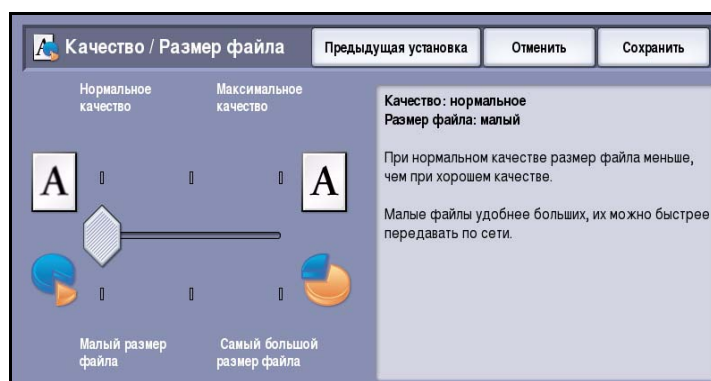 Качество / Размер файла
Предыдущая установка
Отменить
Сохранить
Нормальное
качество
Максимальное
качество
A
A
Малый размер
файла
Самый большой
размер файла
Качество: нормальное
Размер файла: малый
При нормальном качестве размер файла меньше,
чем при хорошем качестве.
Малые файлы удобнее больших, их можно быстрее
передавать по сети.